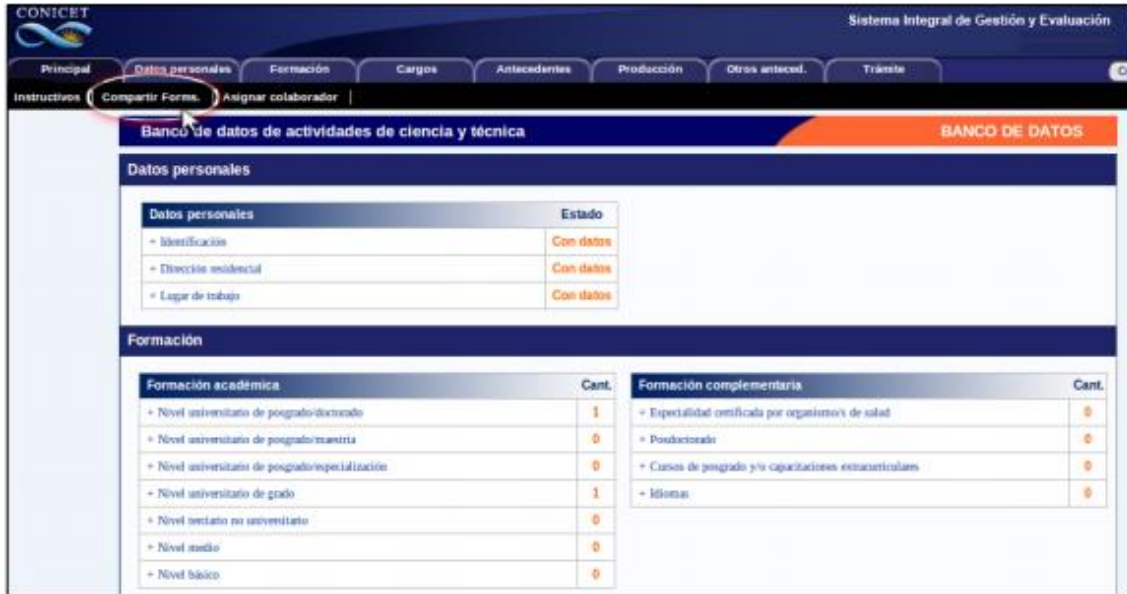 CONICET
Sistema Integral de Gestión y Evaluación
Principal Datos personales Formación Cargos Antecedentes Producción Otros anteced. Trámite
Instructivos Compartir Forms. Asignar colaborador
Banco de datos de actividades de ciencia y técnica BANCO DE DATOS
Datos personales
Datos personales Estado
+ Identificación Con datos
+ Dirección residencial Con datos
+ Lugar de trabajo Con datos
Formación
Formación académica Cant. Formación complementaria Cant.
+ Nivel universitario de posgrado/doctorado 1 + Especialidad certificada por organismo/s de salud 0
+ Nivel universitario de posgrado/maestría 0 + Posdoctorado 0
+ Nivel universitario de posgrado/especialización 0 + Cursos de posgrado y/o capacitaciones extracurriculares 0
+ Nivel universitario de grado 1 + Idiomas 0
+ Nivel terciario no universitario 0
+ Nivel medio 0
+ Nivel básico 0